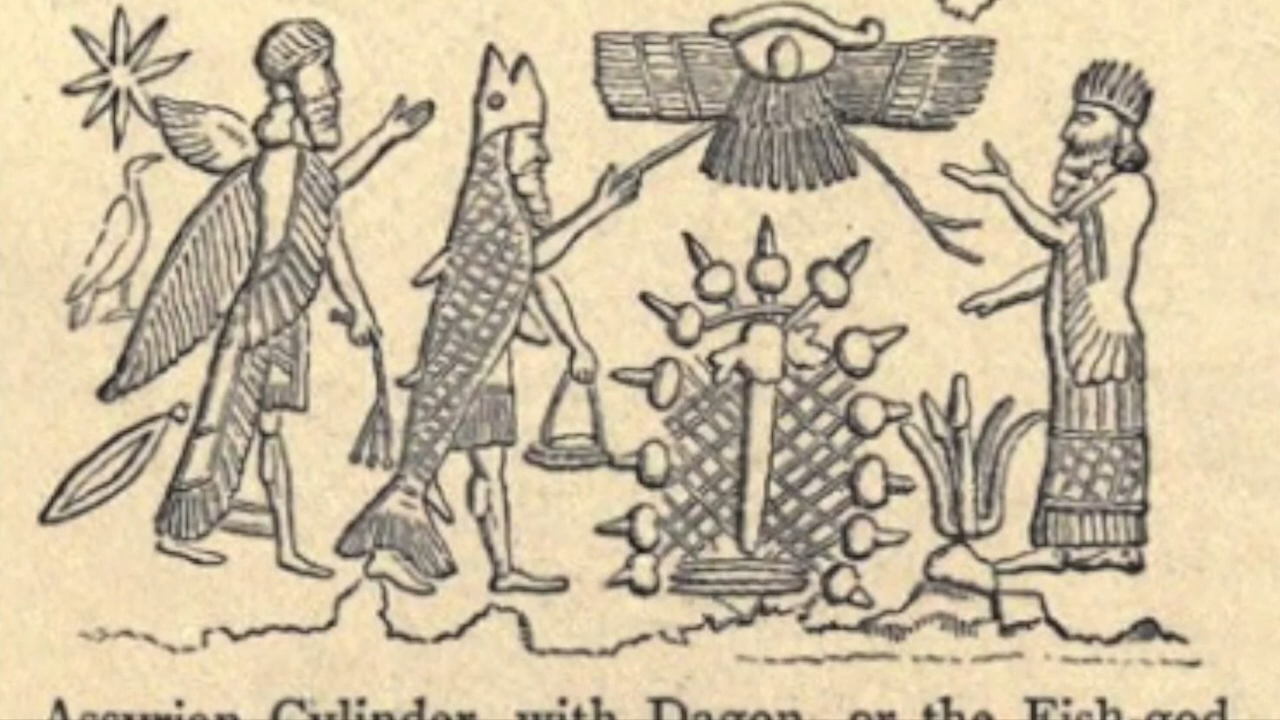 Assyrian Cylinder, with Dagon, or the Fish-god.